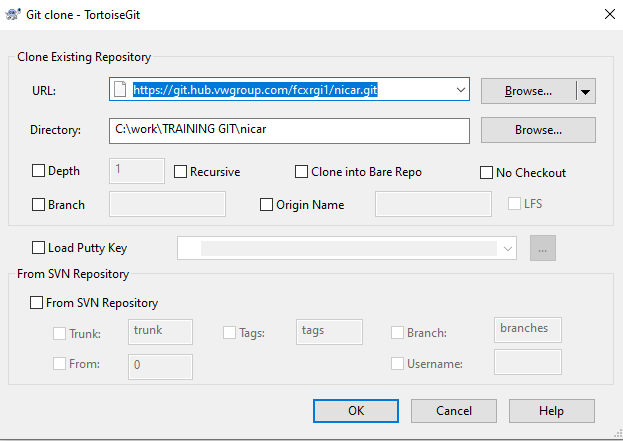 Git clone - TortoiseGit
Clone Existing Repository
URL: https://git.hub.vwgroup.com/fcxrgi1/nicar.git Browse...
Directory: C:\work\TRAINING GIT\nicar Browse...
Depth 1 Recursive Clone into Bare Repo No Checkout
Branch Origin Name LFS
Load Putty Key ...
From SVN Repository
From SVN Repository
Trunk: trunk Tags: tags Branch: branches
From: 0 Username:
OK Cancel Help